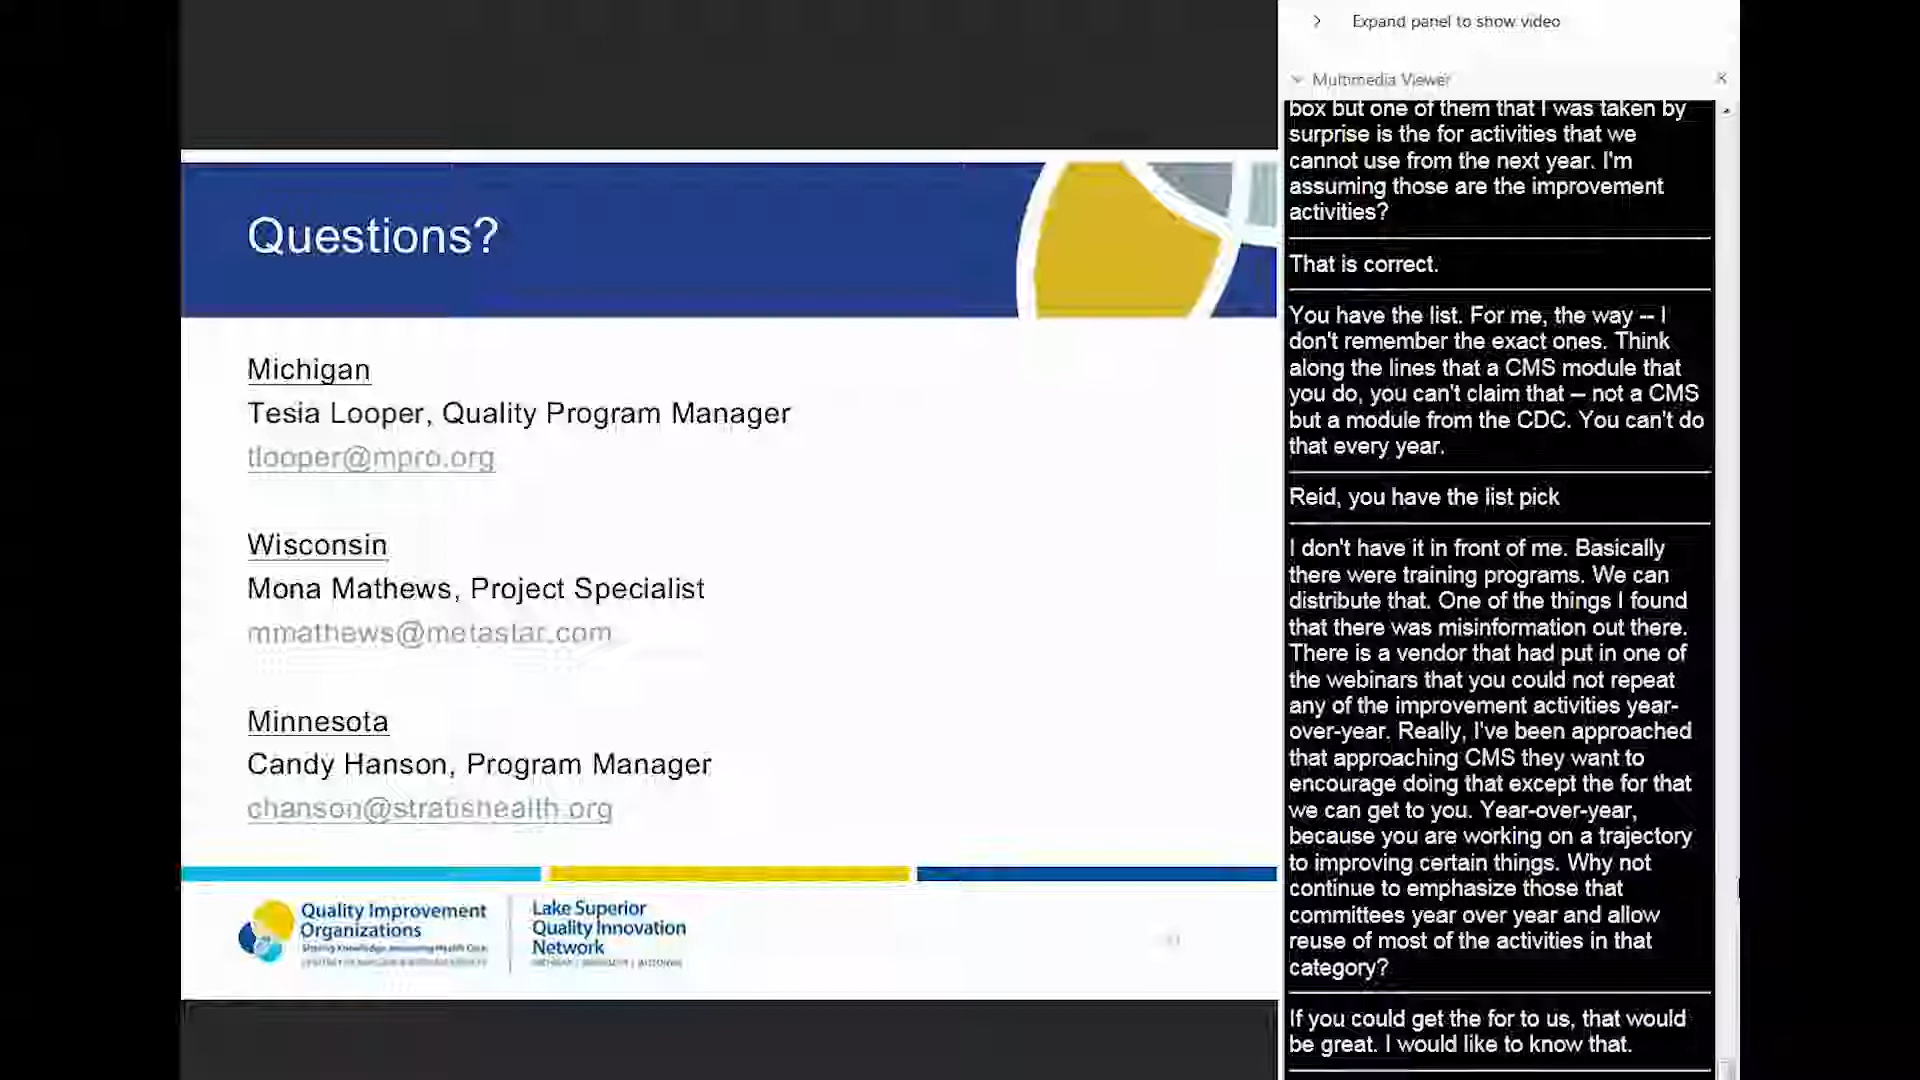 Questions?
Michigan
Tesia Looper, Quality Program Manager
tlooper@mpro.org
Wisconsin
Mona Mathews, Project Specialist
mmathews@metastar.com
Minnesota
Candy Hanson, Program Manager
chanson@stratishealth.org
Quality Improvement
Organizations
Lake Superior
Quality Innovation
Network
Expand panel to show video
Multimedia Viewer
box but one of them that I was taken by
surprise is the for activities that we
cannot use from the next year. I'm
assuming those are the improvement
activities?
That is correct.
You have the list. For me, the way -- I
don't remember the exact ones. Think
along the lines that a CMS module that
you do, you can't claim that -- not a CMS
but a module from the CDC. You can't do
that every year.
Reid, you have the list pick
I don't have it in front of me. Basically
there were training programs. We can
distribute that. One of the things I found
that there was misinformation out there.
There is a vendor that had put in one of
the webinars that you could not repeat
any of the improvement activities year-
over-year. Really, I've been approached
that approaching CMS they want to
encourage doing that except the for that
we can get to you. Year-over-year,
because you are working on a trajectory
to improving certain things. Why not
continue to emphasize those that
committees year over year and allow
reuse of most of the activities in that
category?
If you could get the for to us, that would
be great. I would like to know that.